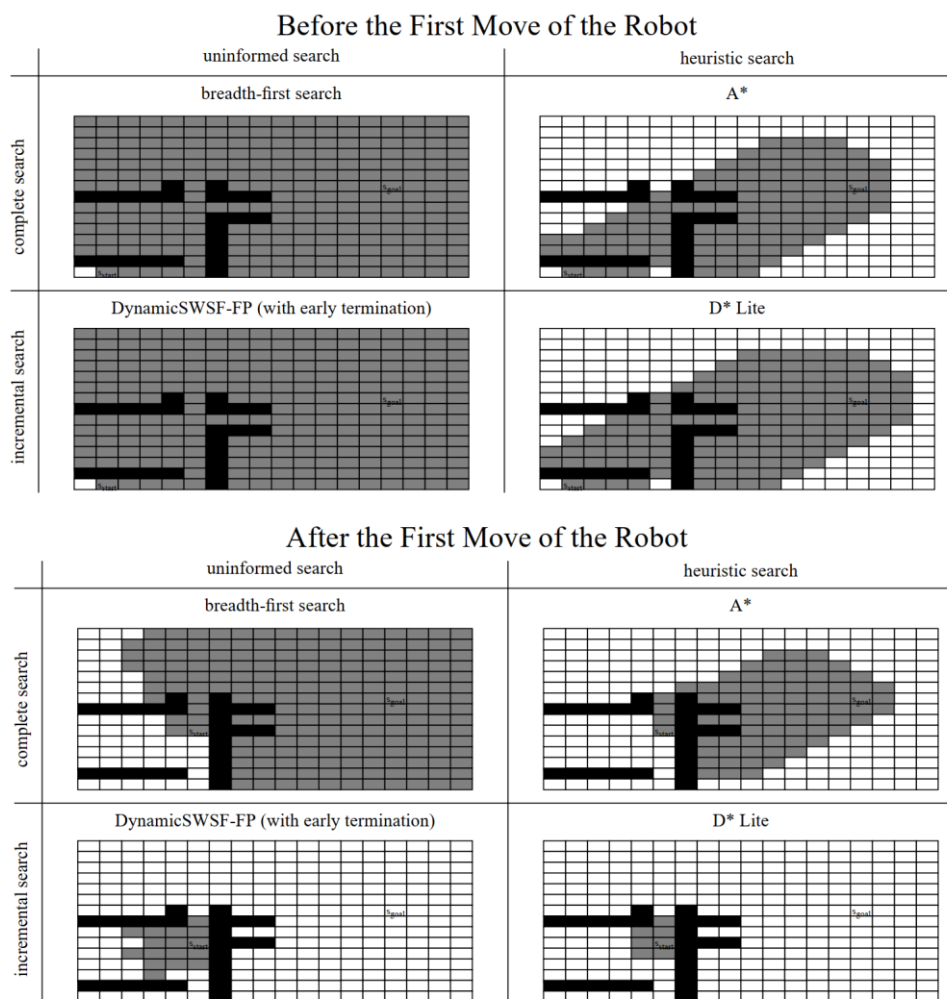 Before the First Move of the Robot
uninformed search
heuristic search
complete search
breadth-first search
A*
sgoal
sgoal
sstart
sstart
incremental search
DynamicSWSF-FP (with early termination)
D* Lite
sgoal
sgoal
sstart
sstart
After the First Move of the Robot
uninformed search
heuristic search
complete search
breadth-first search
A*
sgoal
sgoal
sstart
sstart
incremental search
DynamicSWSF-FP (with early termination)
D* Lite
sgoal
sgoal
sstart
sstart